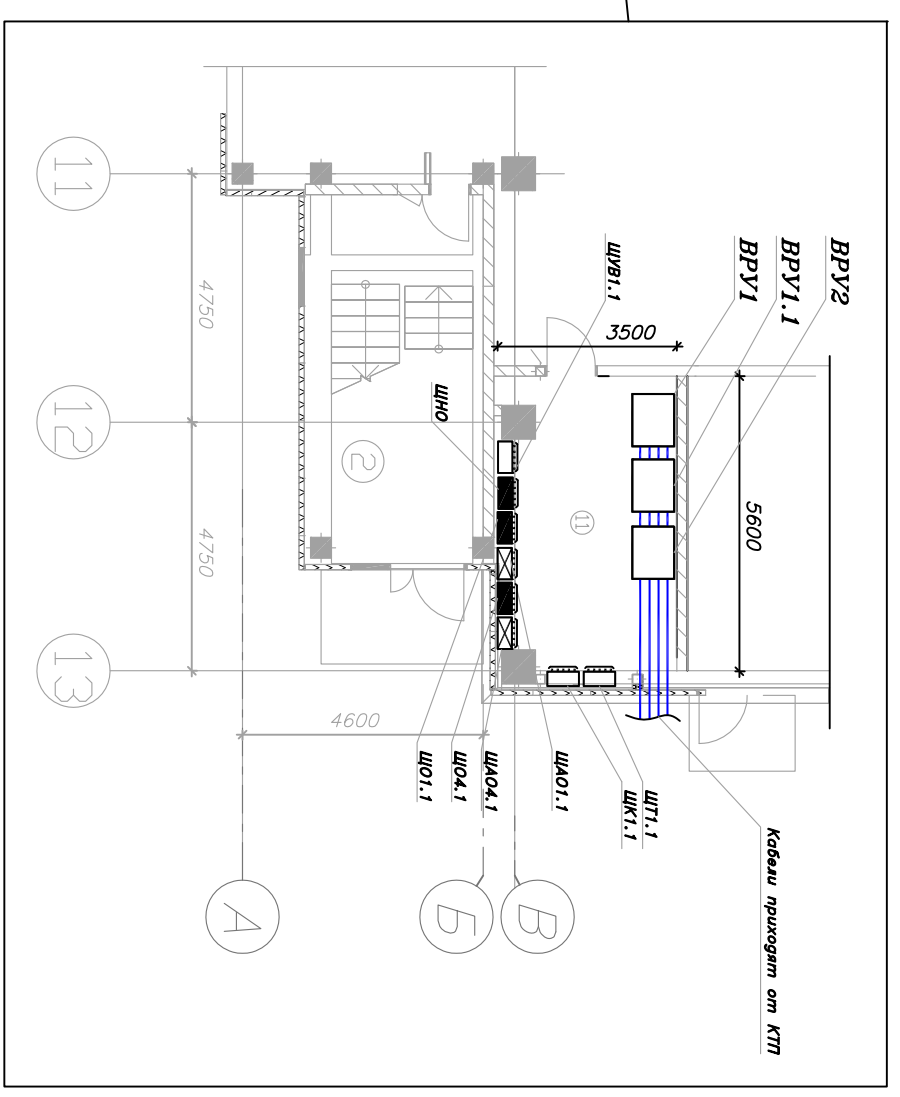 ВРУ2
ВРУ1.1
ВРУ1
ЩУВ1.1
ЩНО
3500
5600
4750
4750
4600
11
12
13
2
11
ЩО1.1
ЩО4.1
ЩАО4.1
ЩАО1.1
ЩК1.1
ЩТ1.1
Кабели приходят от КТП
А
Б
В